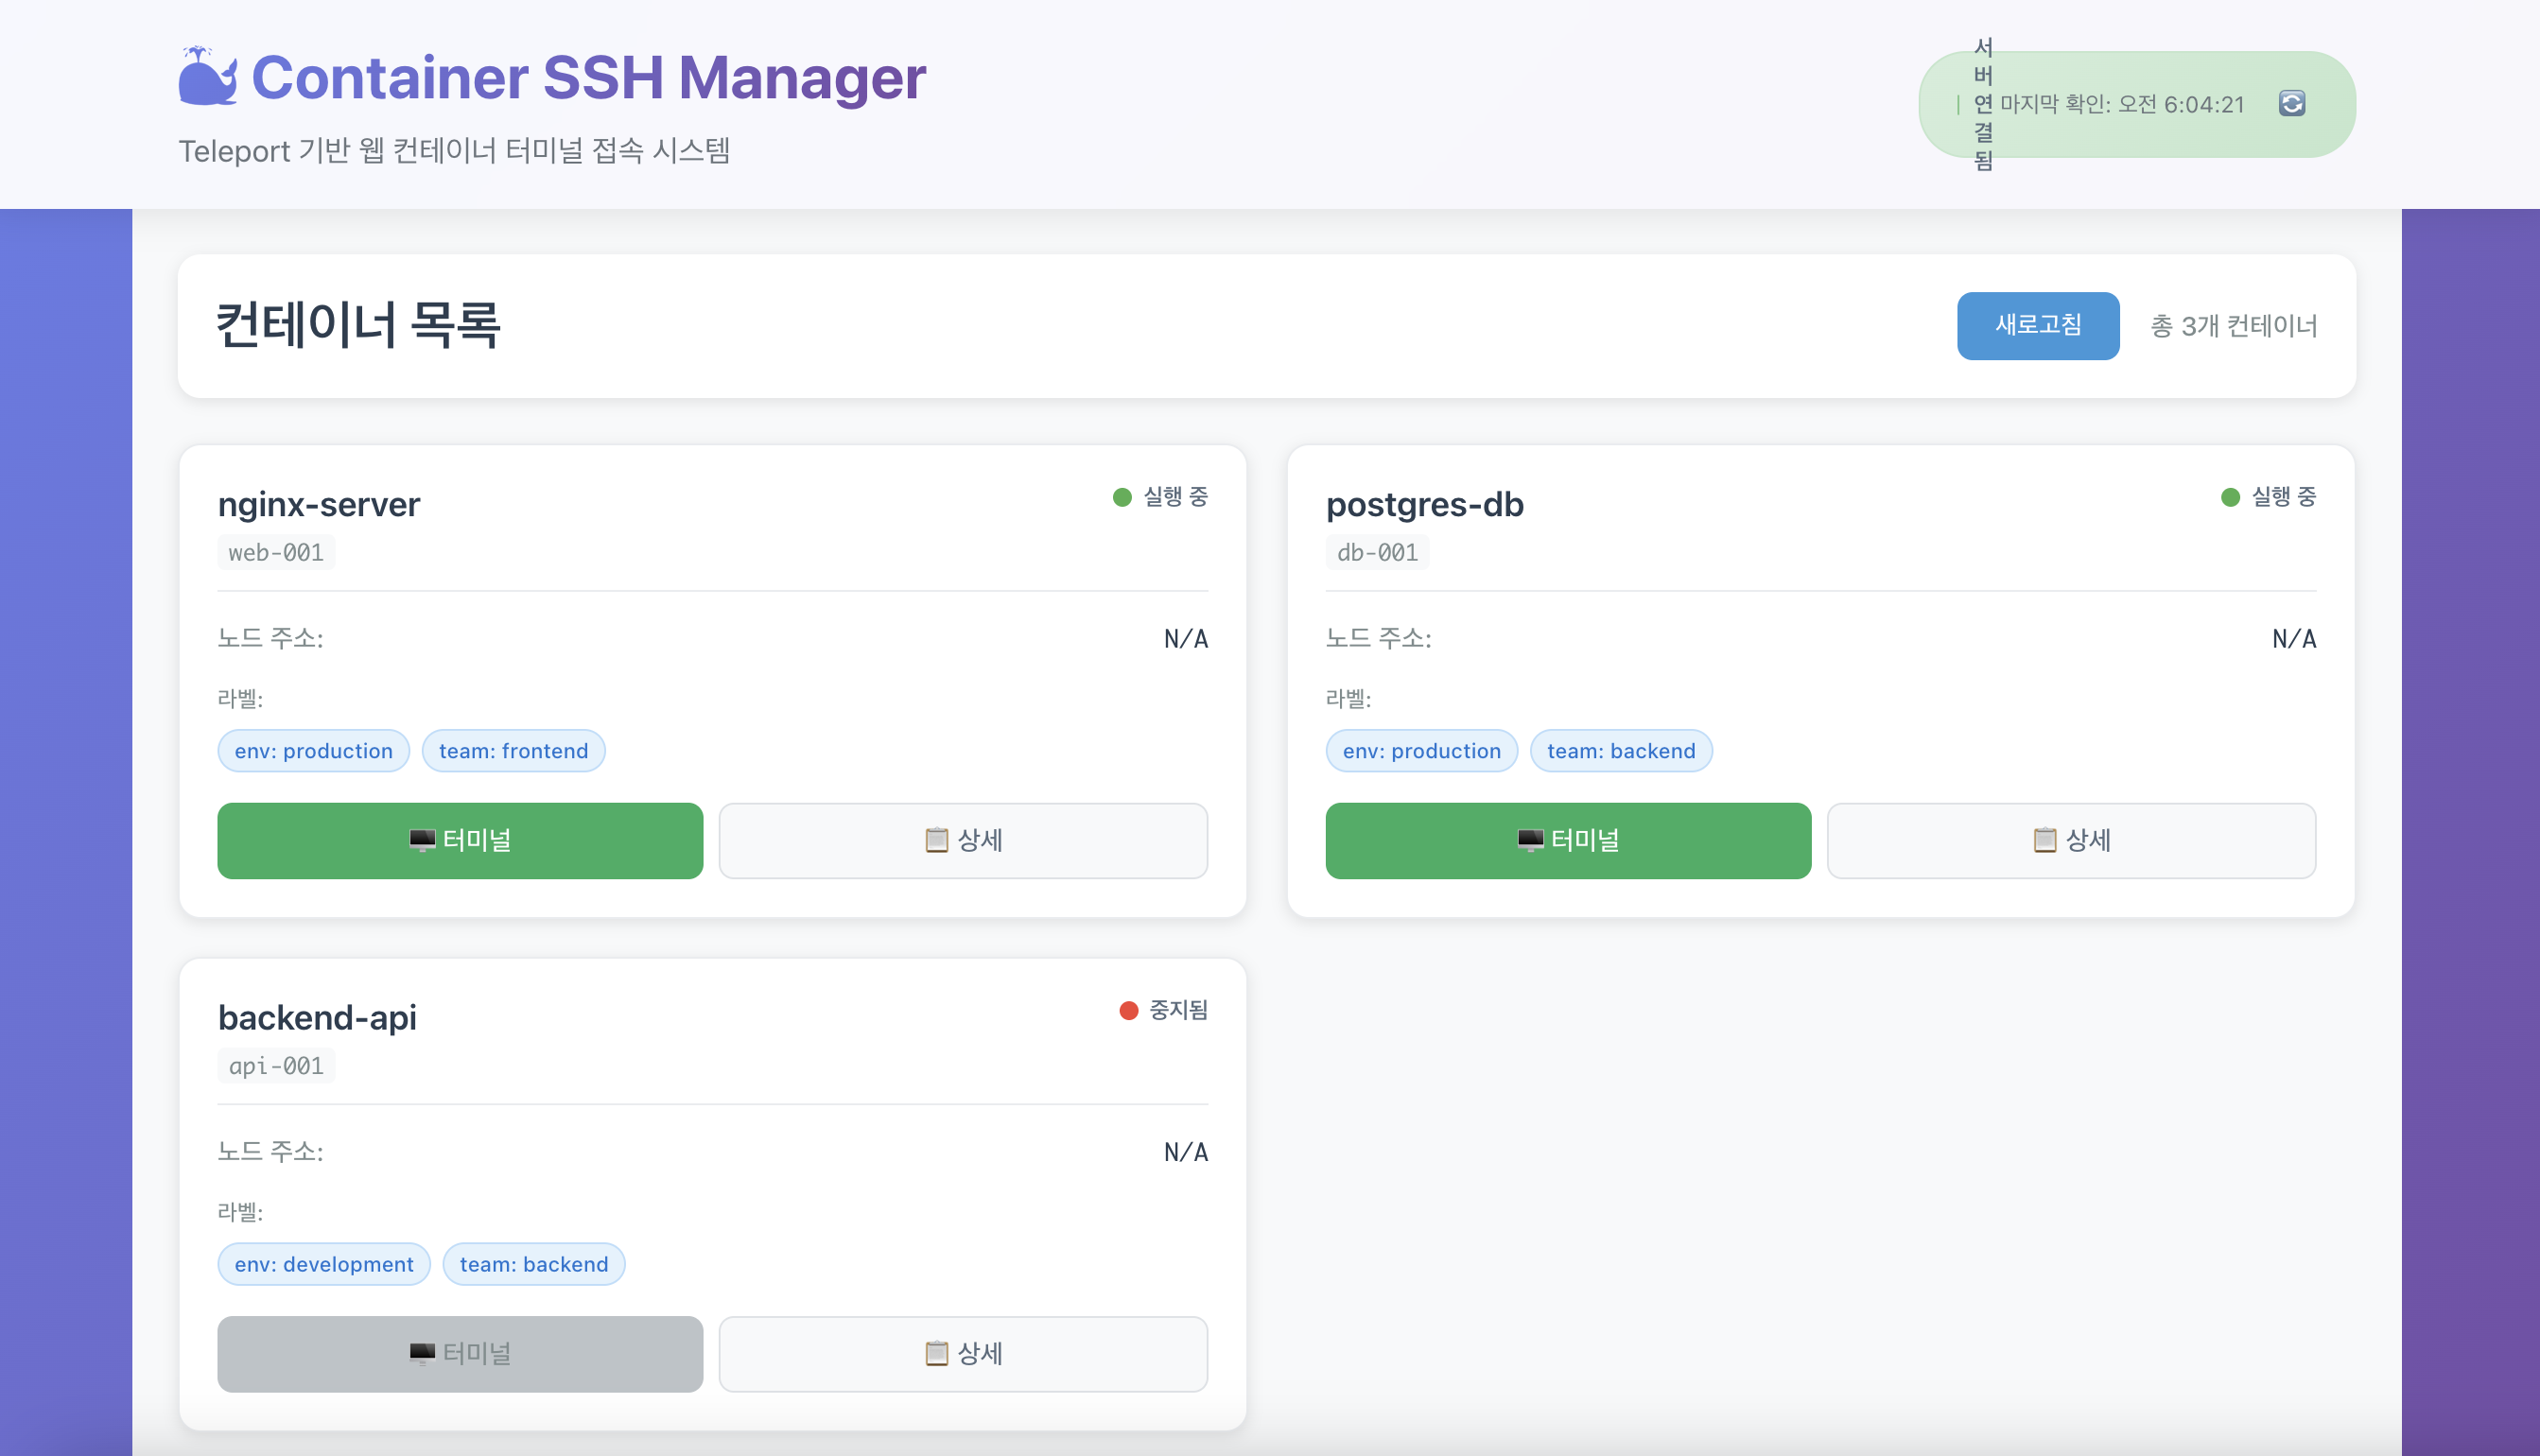 Container SSH Manager
Teleport 기반 웹 컨테이너 터미널 접속 시스템
서버 연결됨
마지막 확인: 오전 6:04:21
컨테이너 목록
새로고침
총 3개 컨테이너
nginx-server
실행 중
web-001
노드 주소:
N/A
라벨:
env: production
team: frontend
터미널
상세
postgres-db
실행 중
db-001
노드 주소:
N/A
라벨:
env: production
team: backend
터미널
상세
backend-api
중지됨
api-001
노드 주소:
N/A
라벨:
env: development
team: backend
터미널
상세